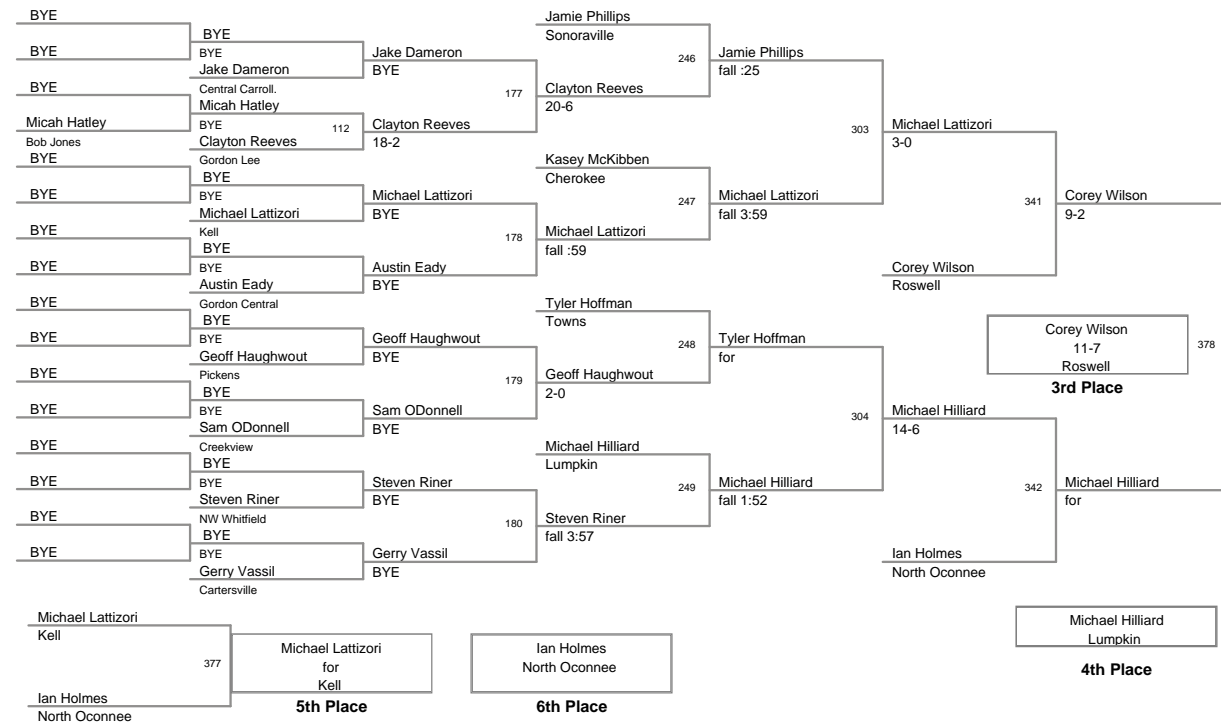 BYE
BYE
BYE
Micah Hatley
Bob Jones
BYE
BYE
BYE
BYE
BYE
BYE
BYE
BYE
BYE
BYE
BYE
BYE
BYE
BYE
Jake Dameron
Central Carroll.
Micah Hatley
BYE
112
Clayton Reeves
Gordon Lee
BYE
BYE
Michael Lattizori
Kell
BYE
BYE
Austin Eady
Gordon Central
BYE
BYE
Geoff Haughwout
Pickens
BYE
BYE
Sam ODonnell
Creekview
BYE
BYE
Steven Riner
NW Whitfield
BYE
BYE
Gerry Vassil
Cartersville
Jake Dameron
BYE
177
Clayton Reeves
18-2
Michael Lattizori
BYE
178
Austin Eady
BYE
Geoff Haughwout
BYE
179
Sam ODonnell
BYE
Steven Riner
BYE
180
Gerry Vassil
BYE
Jamie Phillips
Sonoraville
246
Clayton Reeves
20-6
Kasey McKibben
Cherokee
247
Michael Lattizori
fall :59
Tyler Hoffman
Towns
248
Geoff Haughwout
2-0
Michael Hilliard
Lumpkin
249
Steven Riner
fall 3:57
Jamie Phillips
fall :25
303
Michael Lattizori
fall 3:59
Tyler Hoffman
for
304
Michael Hilliard
fall 1:52
Michael Lattizori
3-0
341
Corey Wilson
Roswell
Michael Hilliard
14-6
342
Ian Holmes
North Oconnee
Corey Wilson
9-2
Corey Wilson
11-7
Roswell
378
3rd Place
Michael Hilliard
for
Michael Hilliard
Lumpkin
4th Place
Michael Lattizori
Kell
377
Ian Holmes
North Oconnee
Michael Lattizori
for
Kell
5th Place
Ian Holmes
North Oconnee
6th Place